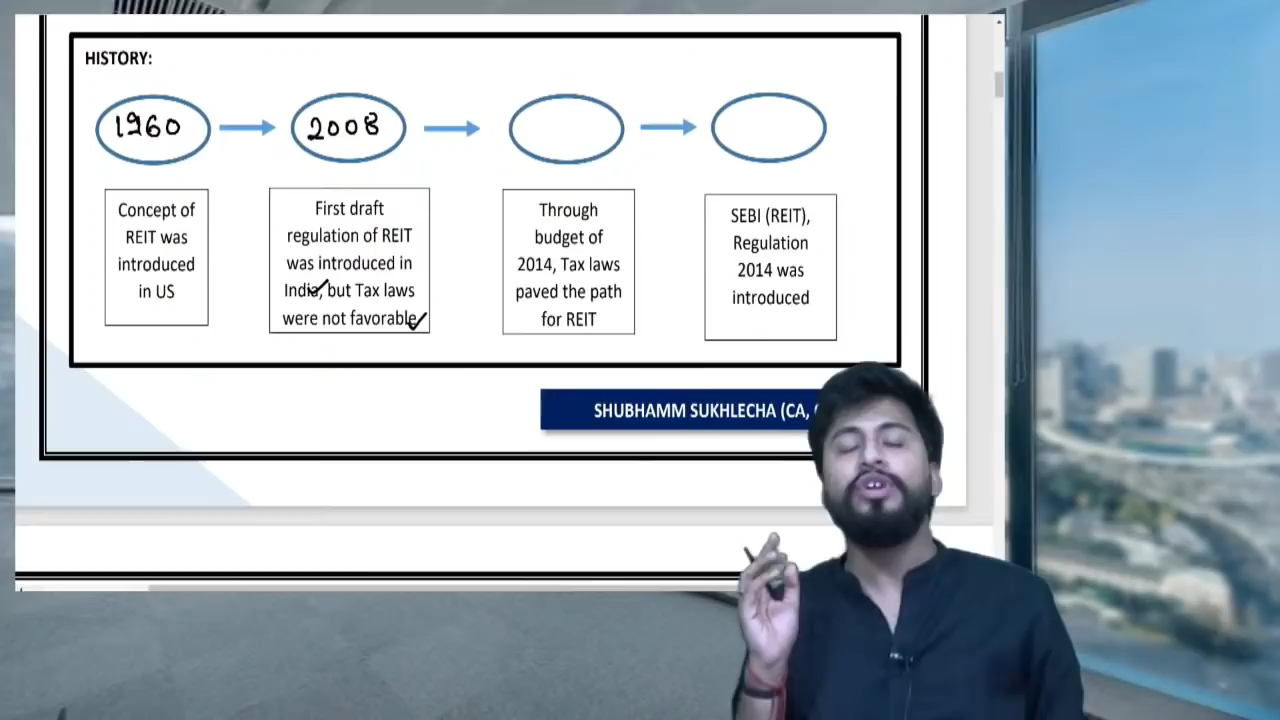 HISTORY:
1960
2008
Concept of
REIT was
introduced
in US
First draft
regulation of REIT
was introduced in
India, but Tax laws
were not favorable
Through
budget of
2014, Tax laws
paved the path
for REIT
SEBI (REIT),
Regulation
2014 was
introduced
SHUBHAMM SUKHLECHA (CA,